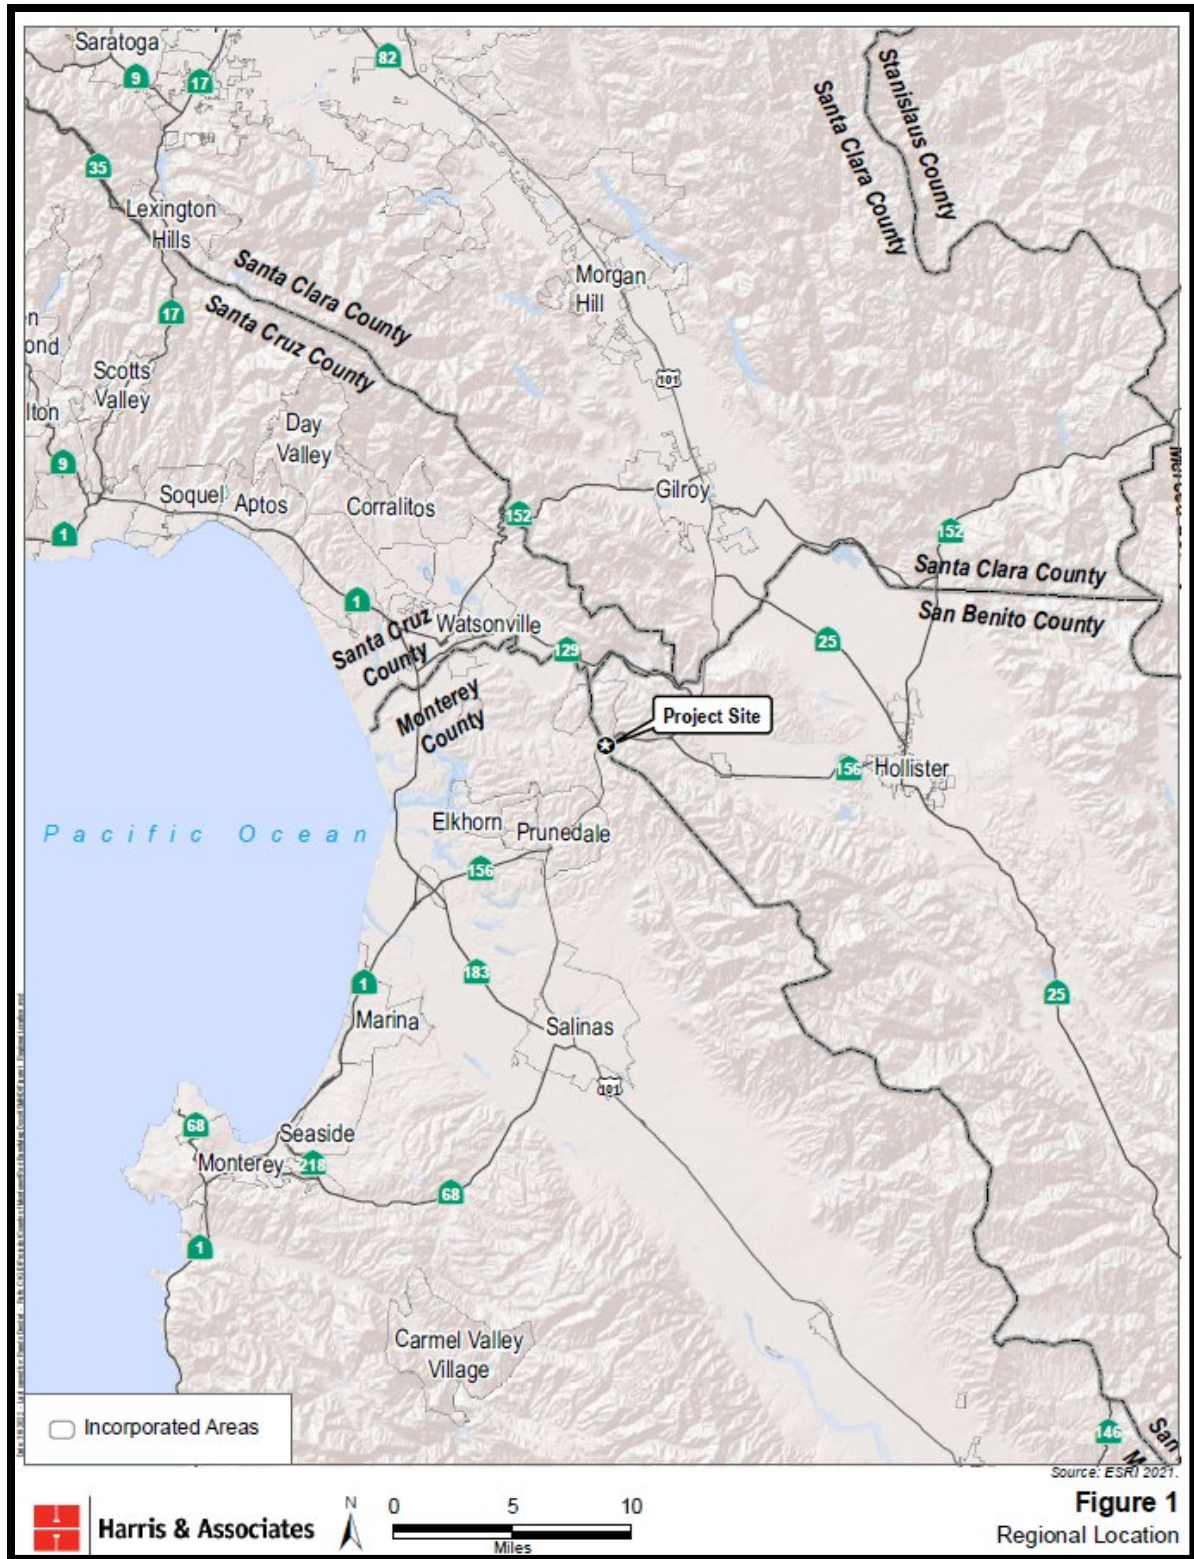 Saratoga
9
17
82
Stanislaus County
Santa Clara County
35
Lexington
Hills
Santa Clara County
Santa Cruz County
17
Morgan
Hill
en
ond
101
Scotts
Valley
lton
Day
Valley
9
Gilroy
Soquel
Aptos
Corralitos
152
152
1
Santa Clara County
San Benito County
1
Santa Cruz
County
Watsonville
129
25
Monterey
County
Project Site
156
Hollister
Pacific Ocean
Elkhorn
Prunedale
156
183
1
25
Marina
Salinas
101
68
Seaside
Monterey
218
68
1
Carmel Valley
Village
Incorporated Areas
146
San
M
Source: ESRI 2021.
Harris & Associates
N
0 5 10
Miles
Figure 1
Regional Location